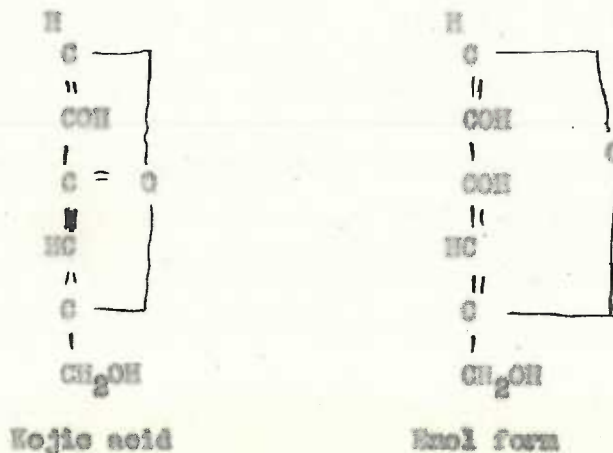 H H
C C
COH COH
C = O COH O
HC HC
C C
CH₂OH CH₂OH
Kojic acid Enol form